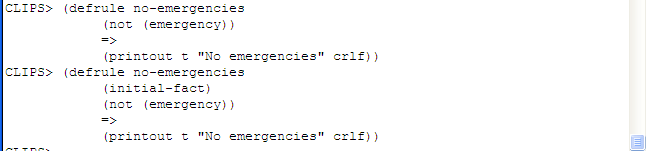 CLIPS> (defrule no-emergencies
(not (emergency))
=>
(printout t "No emergencies" crlf))
CLIPS> (defrule no-emergencies
(initial-fact)
(not (emergency))
=>
(printout t "No emergencies" crlf))
CLIPS>